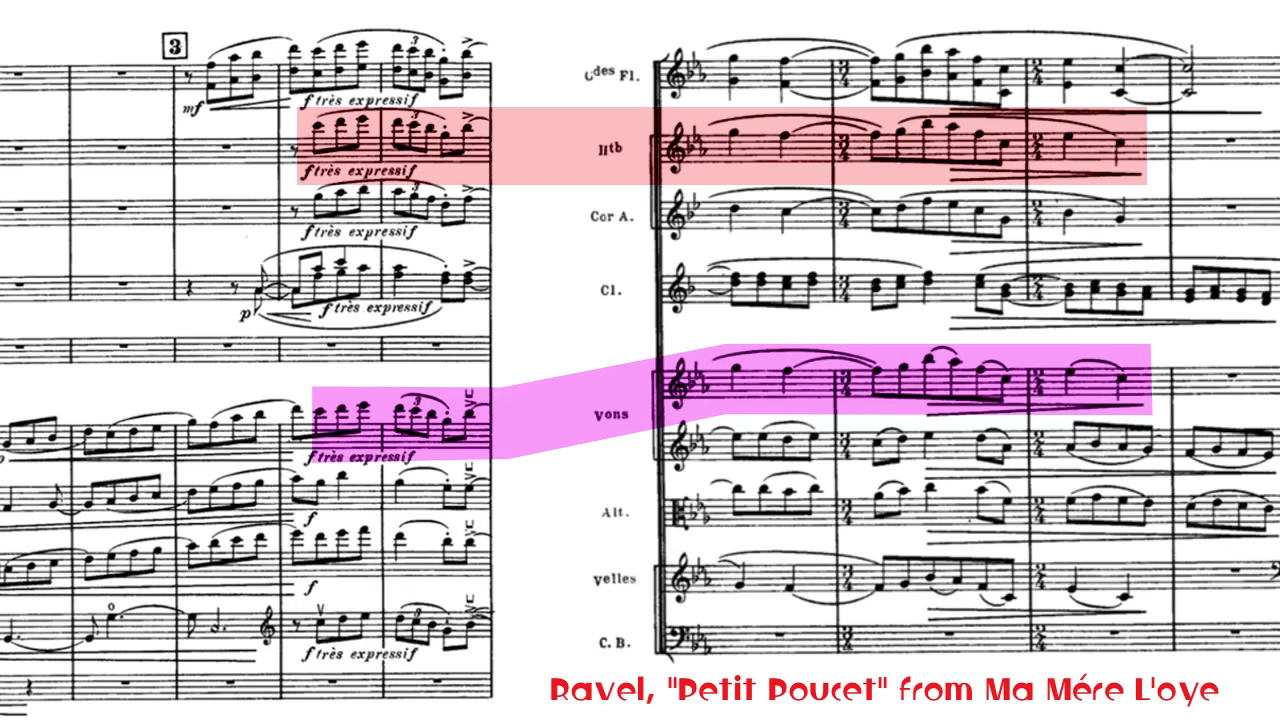 3
mf
f très expressif
f très expressif
f très expressif
p
f très expressif
f très expressif
f
f
f très expressif
Gdes Fl.
Htb
Cor A.
Cl.
Vons
Alt.
Velles
C.B.
Ravel, "Petit Poucet" from Ma Mére L'oye